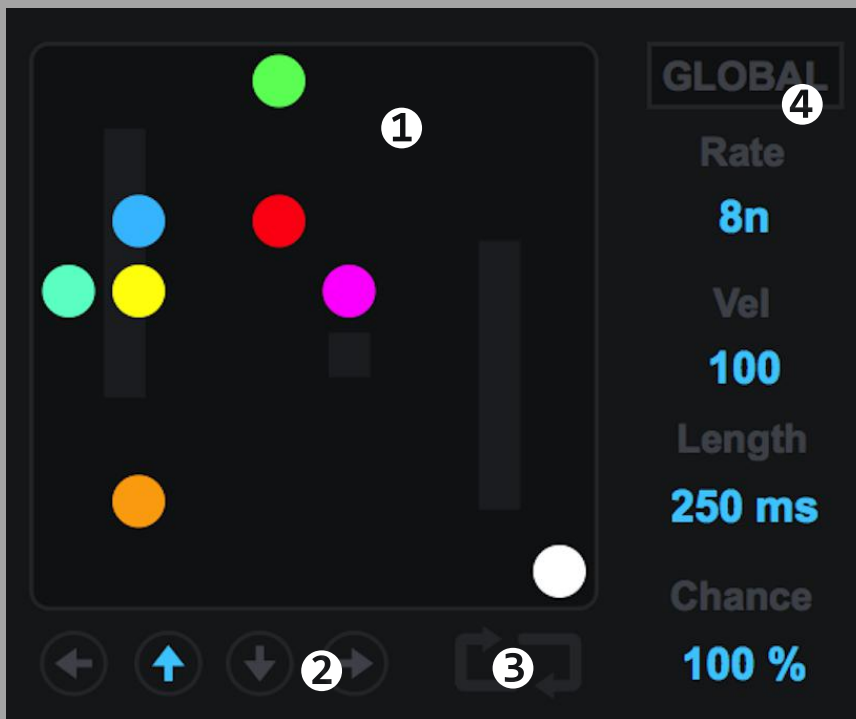 GLOBAL
1
4
Rate
8n
Vel
100
Length
250 ms
Chance
100 %
2
3